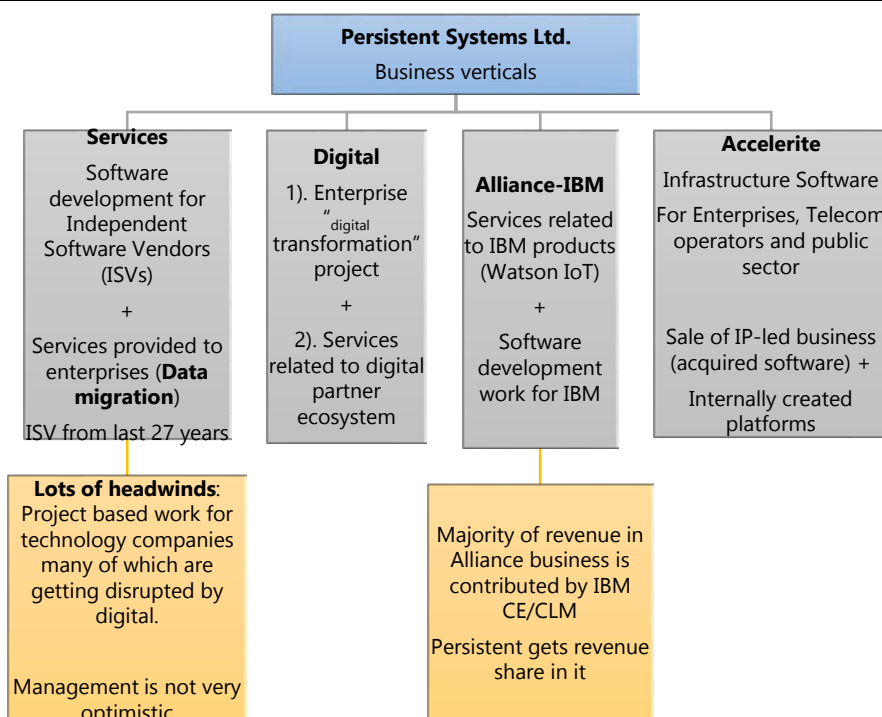 Persistent Systems Ltd.
Business verticals
Services
Software
development for
Independent
Software Vendors
(ISVs)
+
Services provided to
enterprises (Data
migration)
ISV from last 27 years
Digital
1). Enterprise
“digital
transformation”
project
+
2). Services
related to digital
partner
ecosystem
Alliance-IBM
Services related
to IBM products
(Watson IoT)
+
Software
development
work for IBM
Accelerite
Infrastructure Software
For Enterprises, Telecom
operators and public
sector
Sale of IP-led business
(acquired software) +
Internally created
platforms
Lots of headwinds:
Project based work for
technology companies
many of which are
getting disrupted by
digital.
Management is not very
optimistic
Majority of revenue in
Alliance business is
contributed by IBM
CE/CLM
Persistent gets revenue
share in it